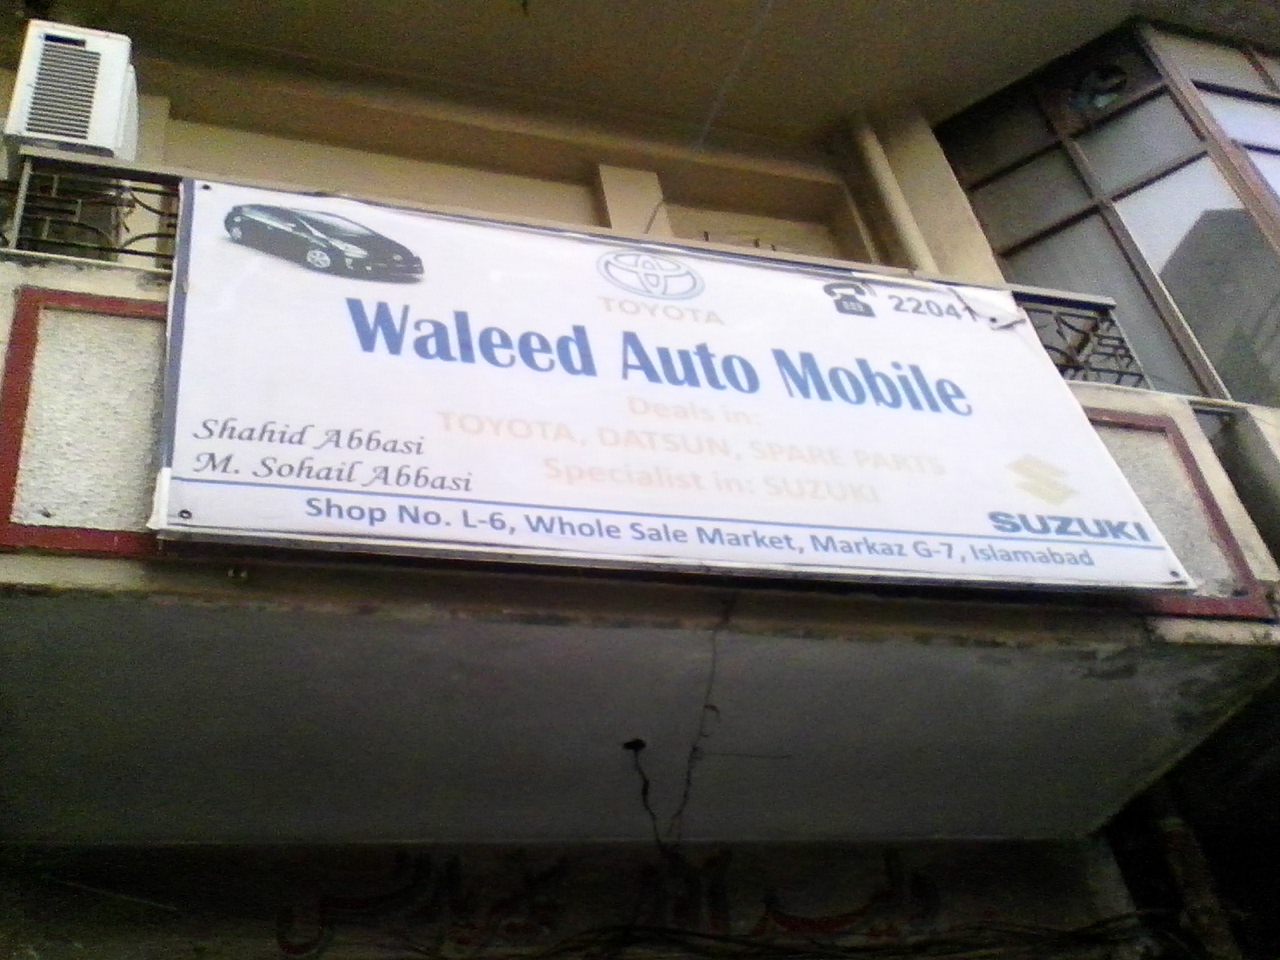 TOYOTA
22041
Waleed Auto Mobile
Deals in:
TOYOTA, DATSUN, SPARE PARTS
Specialist in: SUZUKI
Shahid Abbasi
M. Sohail Abbasi
SUZUKI
Shop No. L-6, Whole Sale Market, Markaz G-7, Islamabad